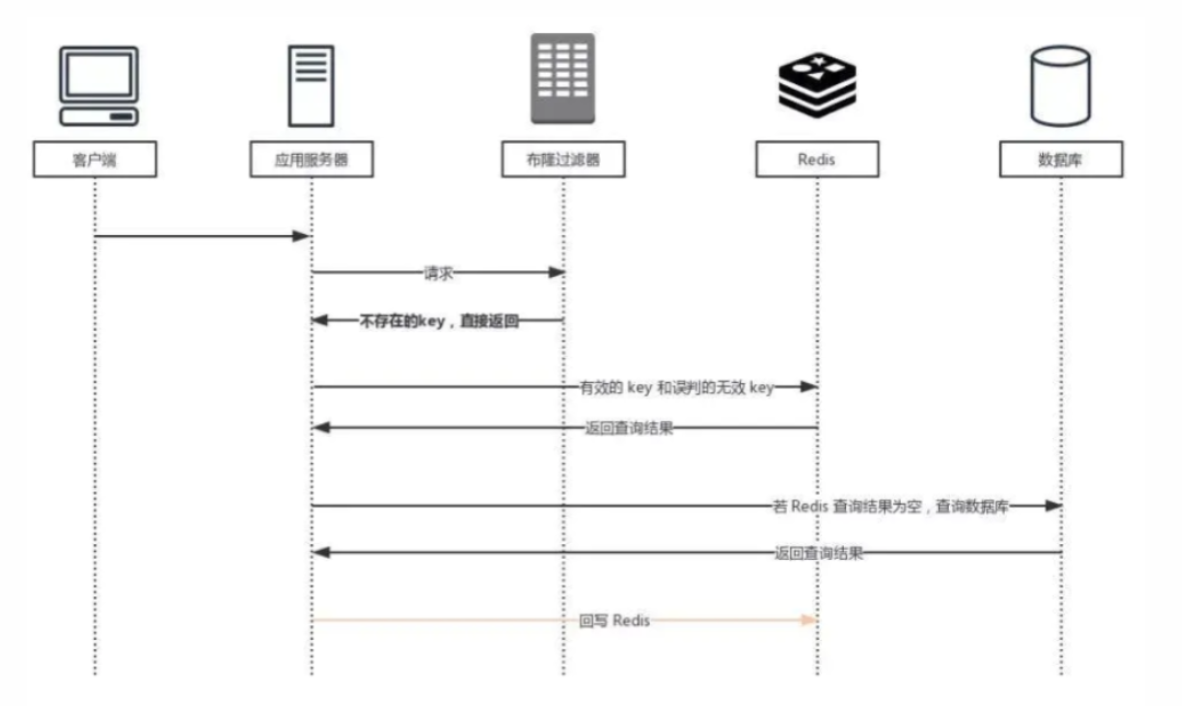 客户端
应用服务器
布隆过滤器
Redis
数据库
请求
不存在的key，直接返回
有效的 key 和误判的无效 key
返回查询结果
若 Redis 查询结果为空，查询数据库
返回查询结果
回写 Redis